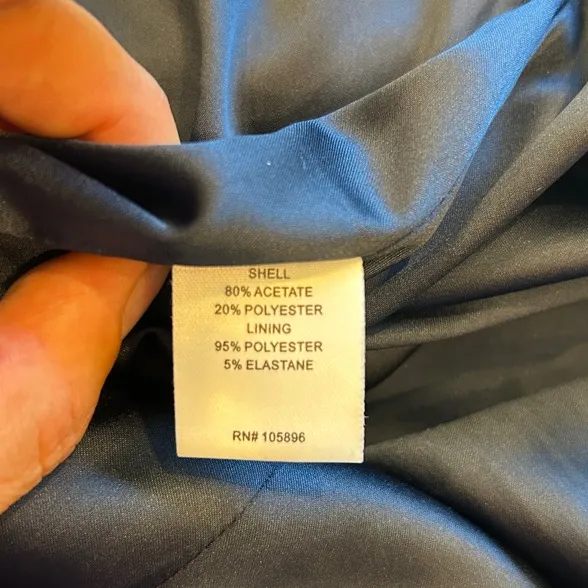 SHELL
80% ACETATE
20% POLYESTER
LINING
95% POLYESTER
5% ELASTANE
RN# 105896